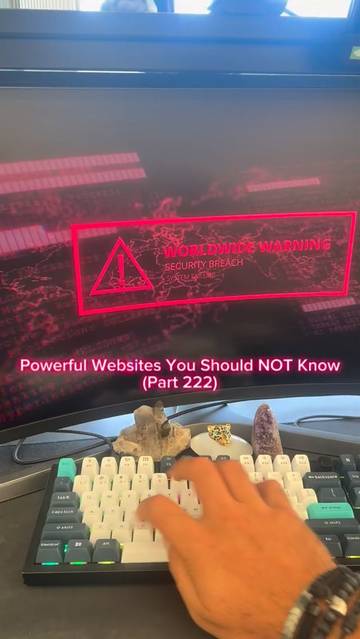 WORLDWIDE WARNING
SECURITY BREACH
Powerful Websites You Should NOT Know
(Part 222)